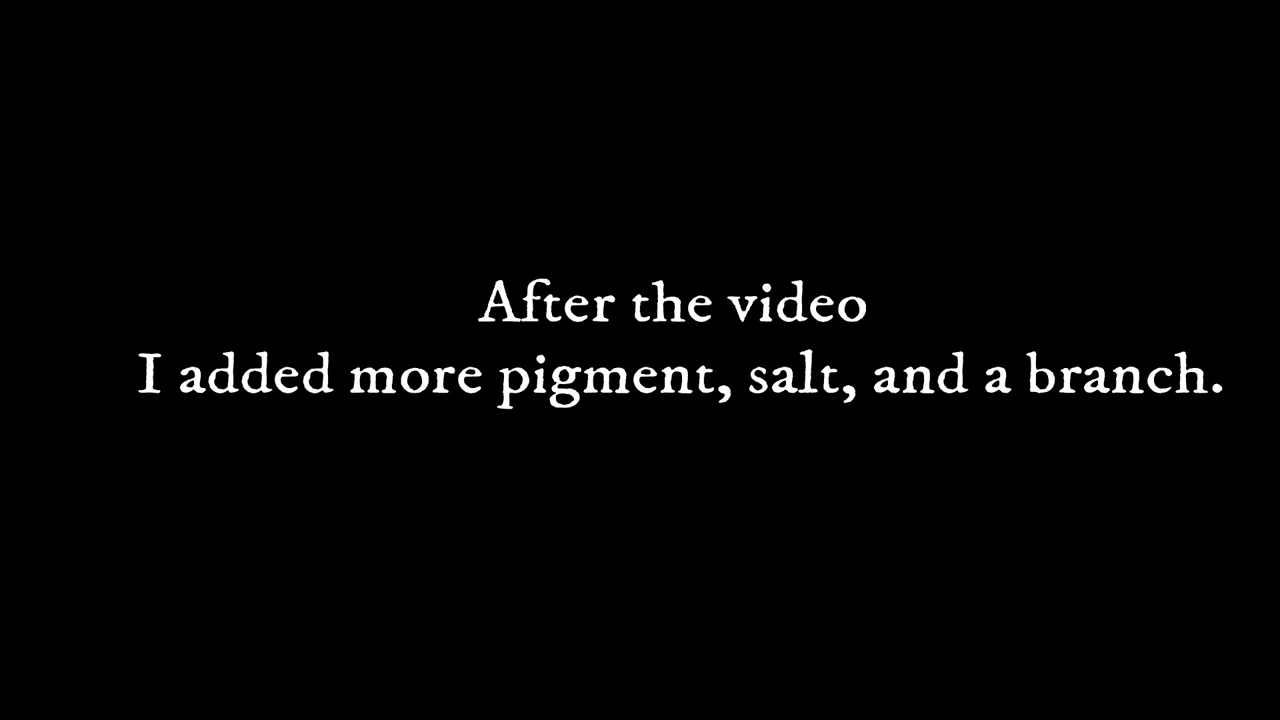 After the video
I added more pigment, salt, and a branch.